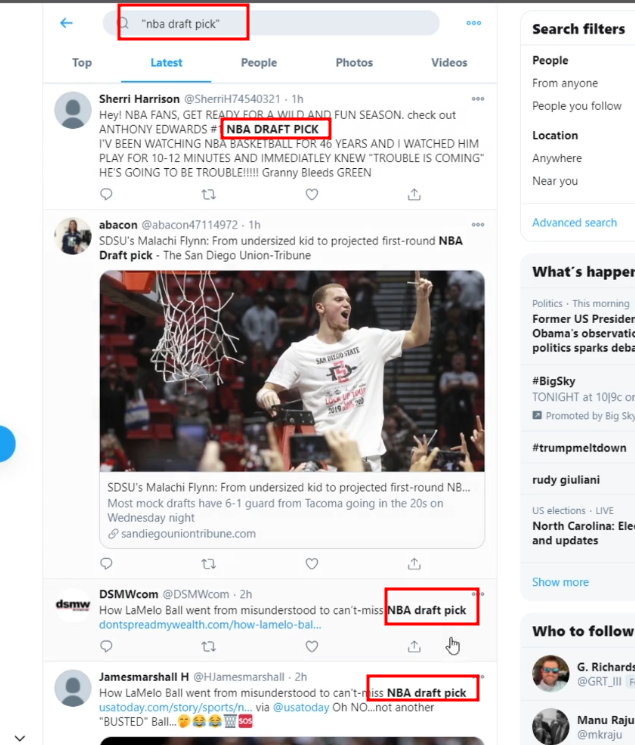 "nba draft pick"
Top
Latest
People
Photos
Videos
Sherri Harrison @SherriH74540321 · 1h
Hey! NBA FANS, GET READY FOR A WILD AND FUN SEASON. check out
ANTHONY EDWARDS #1 NBA DRAFT PICK
I'V BEEN WATCHING NBA BASKETBALL FOR 46 YEARS AND I WATCHED HIM
PLAY FOR 10-12 MINUTES AND IMMEDIATLEY KNEW "TROUBLE IS COMING"
HE'S GOING TO BE TROUBLE!!!!! Granny Bleeds GREEN
abacon @abacon47114972 · 1h
SDSU's Malachi Flynn: From undersized kid to projected first-round NBA
Draft pick - The San Diego Union-Tribune
SAN DIEGO STATE
SDSU's Malachi Flynn: From undersized kid to projected first-round NB...
Most mock drafts have 6-1 guard from Tacoma going in the 20s on
Wednesday night
sandiegouniontribune.com
dsmw
DSMWcom @DSMWcom · 2h
How LaMelo Ball went from misunderstood to can't-miss NBA draft pick
dontspreadmywealth.com/how-lamelo-bal...
Jamesmarshall H @HJamesmarshall · 2h
How LaMelo Ball went from misunderstood to can't-miss NBA draft pick
usatoday.com/story/sports/n... via @usatoday Oh NO...not another
"BUSTED" Ball...🤔😂😂🗑🆘
Search filters
People
From anyone
People you follow
Location
Anywhere
Near you
Advanced search
What's happen
Politics · This morning
Former US Presiden
Obama's observatio
politics sparks deba
#BigSky
TONIGHT at 10|9c on
Promoted by Big Sky
#trumpmeltdown
rudy giuliani
US elections · LIVE
North Carolina: Elec
and updates
Show more
Who to follow
G. Richards
@GRT_III
Manu Raju
@mkraju